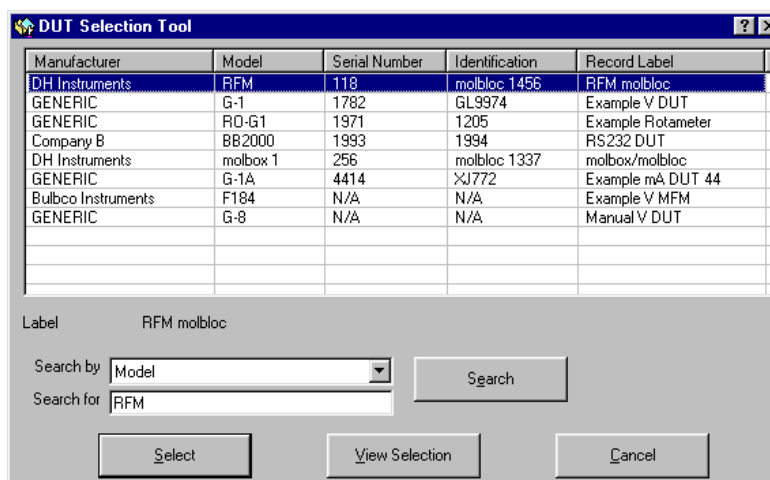 DUT Selection Tool
Manufacturer Model Serial Number Identification Record Label
DH Instruments RFM 118 molbloc 1456 RFM molbloc
GENERIC G-1 1782 GL9974 Example V DUT
GENERIC RO-G1 1971 1205 Example Rotameter
Company B BB2000 1993 1994 RS232 DUT
DH Instruments molbox 1 256 molbloc 1337 molbox/molbloc
GENERIC G-1A 4414 XJ772 Example mA DUT 44
Bulbco Instruments F184 N/A N/A Example V MFM
GENERIC G-8 N/A N/A Manual V DUT
Label RFM molbloc
Search by Model
Search
Search for RFM
Select View Selection Cancel